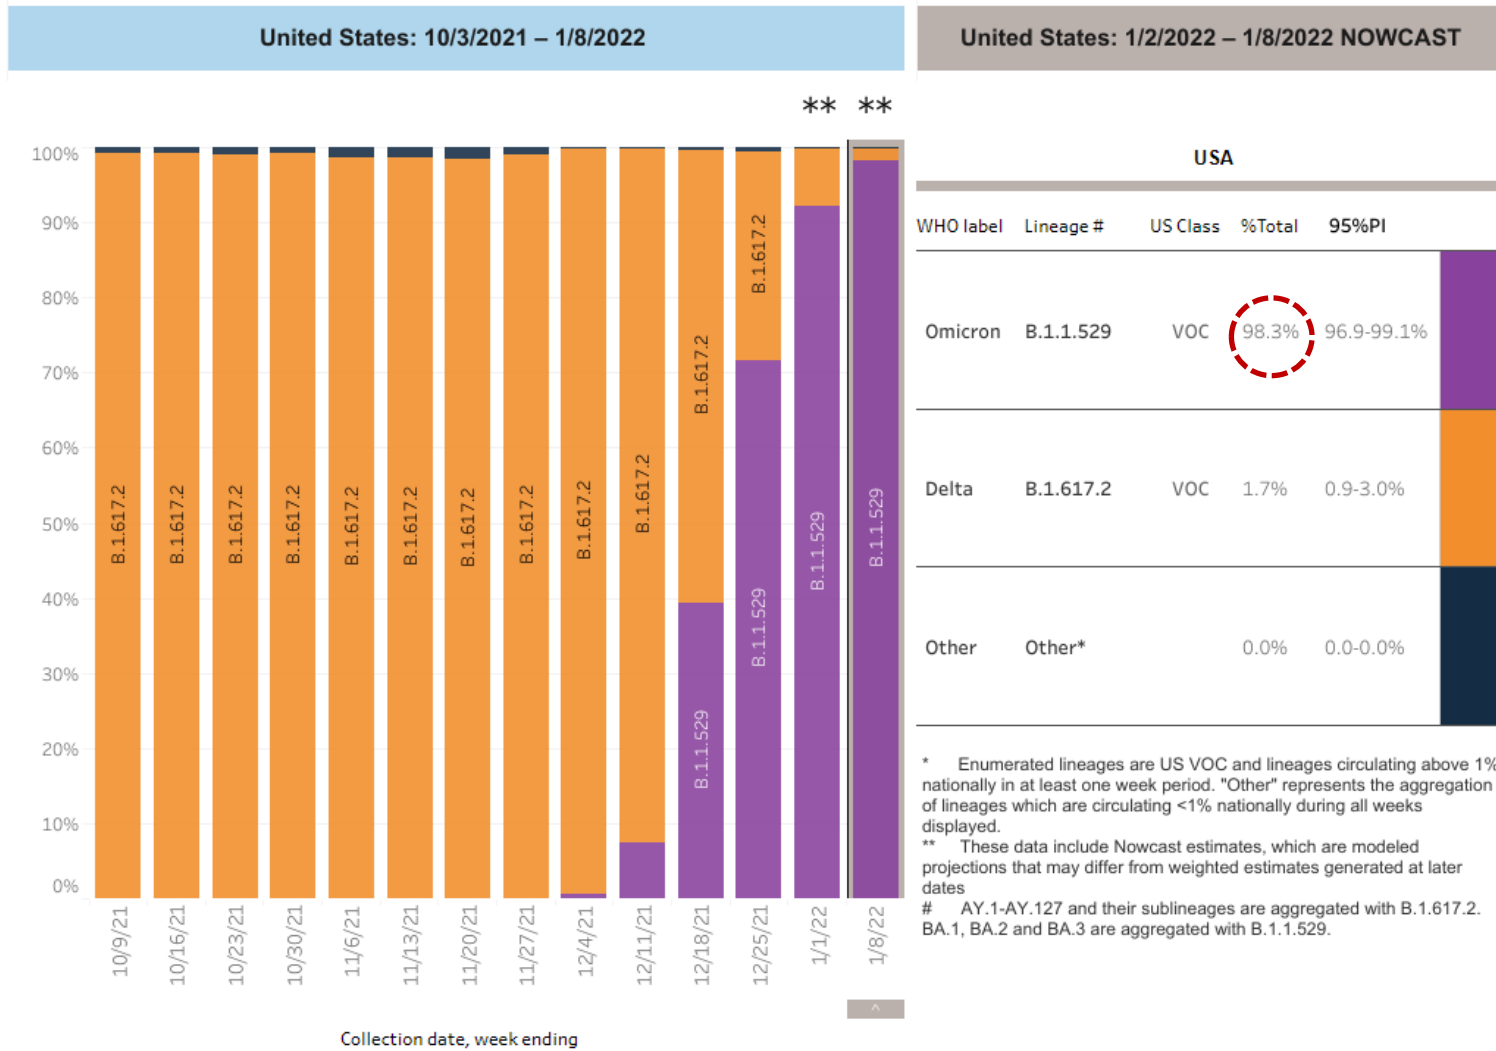 United States: 10/3/2021 – 1/8/2022
United States: 1/2/2022 – 1/8/2022 NOWCAST
** **
100%
90%
80%
70%
60%
50%
40%
30%
20%
10%
0%
B.1.617.2
B.1.617.2
B.1.617.2
B.1.617.2
B.1.617.2
B.1.617.2
B.1.617.2
B.1.617.2
B.1.617.2
B.1.617.2
B.1.617.2
B.1.1.529
B.1.617.2
B.1.1.529
B.1.1.529
B.1.1.529
10/9/21
10/16/21
10/23/21
10/30/21
11/6/21
11/13/21
11/20/21
11/27/21
12/4/21
12/11/21
12/18/21
12/25/21
1/1/22
1/8/22
^
Collection date, week ending
USA
WHO label Lineage # US Class %Total 95%PI
Omicron B.1.1.529 VOC 98.3% 96.9-99.1%
Delta B.1.617.2 VOC 1.7% 0.9-3.0%
Other Other* 0.0% 0.0-0.0%
* Enumerated lineages are US VOC and lineages circulating above 1%
nationally in at least one week period. "Other" represents the aggregation
of lineages which are circulating <1% nationally during all weeks
displayed.
** These data include Nowcast estimates, which are modeled
projections that may differ from weighted estimates generated at later
dates
# AY.1-AY.127 and their sublineages are aggregated with B.1.617.2.
BA.1, BA.2 and BA.3 are aggregated with B.1.1.529.